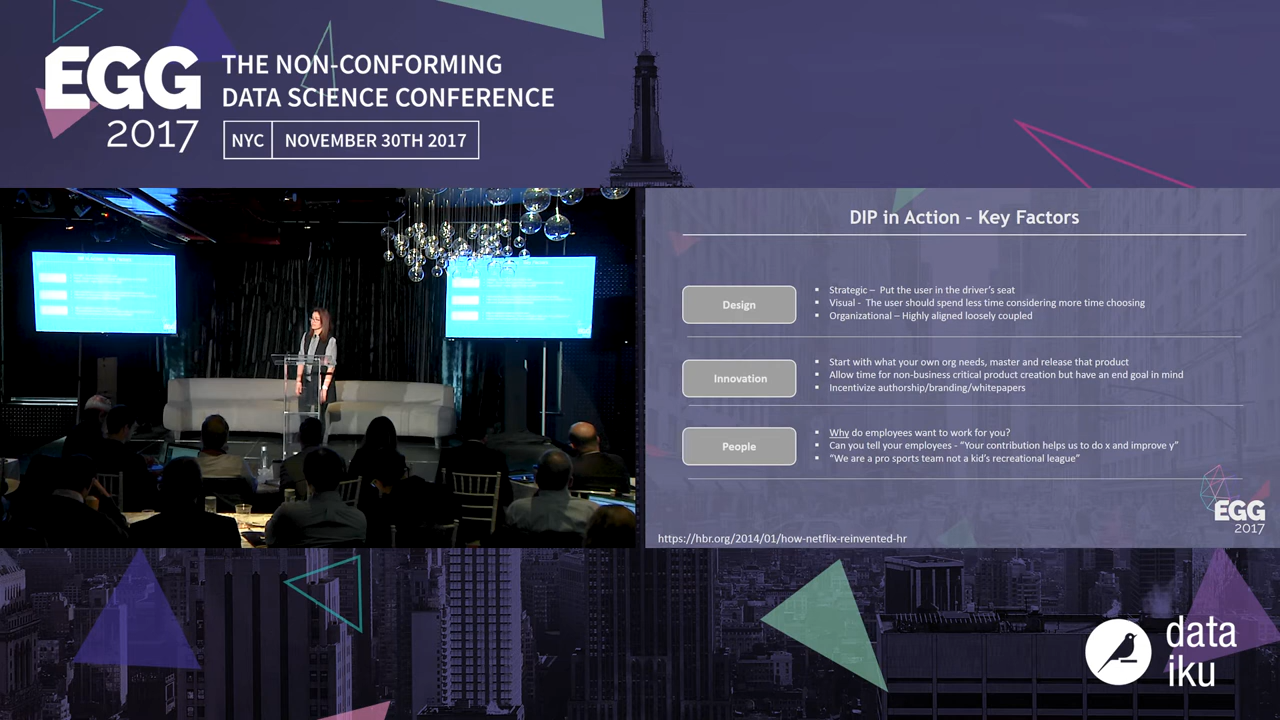 EGG
2017
THE NON-CONFORMING
DATA SCIENCE CONFERENCE
NYC NOVEMBER 30TH 2017
DIP in Action - Key Factors
Design
▪ Strategic – Put the user in the driver's seat
▪ Visual - The user should spend less time considering more time choosing
▪ Organizational – Highly aligned loosely coupled
Innovation
▪ Start with what your own org needs, master and release that product
▪ Allow time for non-business critical product creation but have an end goal in mind
▪ Incentivize authorship/branding/whitepapers
People
▪ Why do employees want to work for you?
▪ Can you tell your employees - "Your contribution helps us to do x and improve y"
▪ "We are a pro sports team not a kid's recreational league"
EGG
2017
https://hbr.org/2014/01/how-netflix-reinvented-hr
data
iku